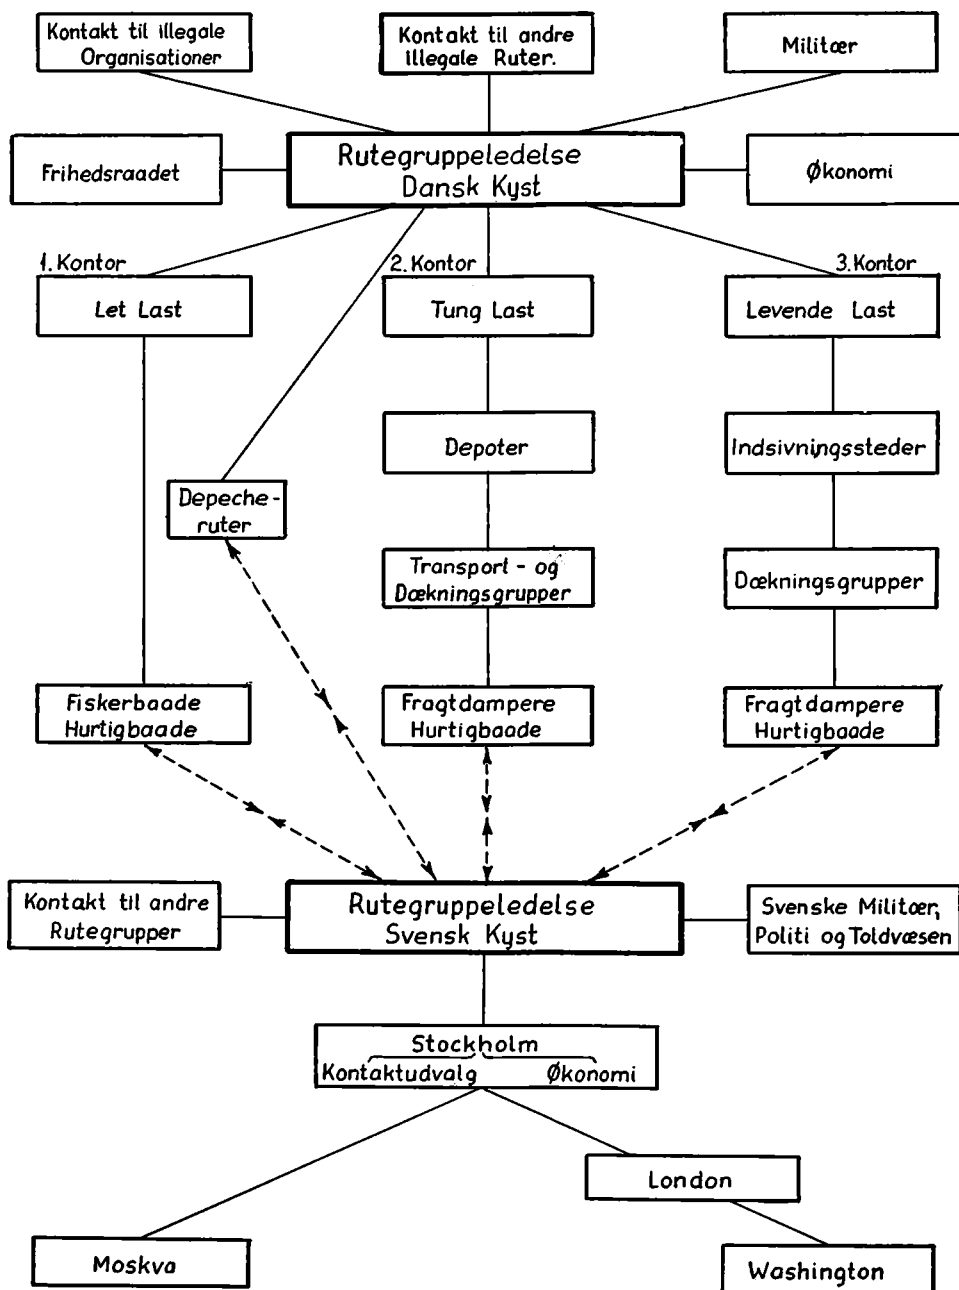 Kontakt til illegale
Organisationer
Kontakt til andre
illegale Ruter.
Militær
Frihedsraadet
Rutegruppeledelse
Dansk Kyst
Økonomi
1. Kontor
2. Kontor
3. Kontor
Let Last
Tung Last
Levende Last
Depoter
Indsivningssteder
Depeche-
ruter
Transport- og
Dækningsgrupper
Dækningsgrupper
Fiskerbaade
Hurtigbaade
Fragtdampere
Hurtigbaade
Fragtdampere
Hurtigbaade
Kontakt til andre
Rutegrupper
Rutegruppeledelse
Svensk Kyst
Svenske Militær,
Politi og Toldvæsen
Stockholm
Kontaktudvalg Økonomi
London
Moskva
Washington